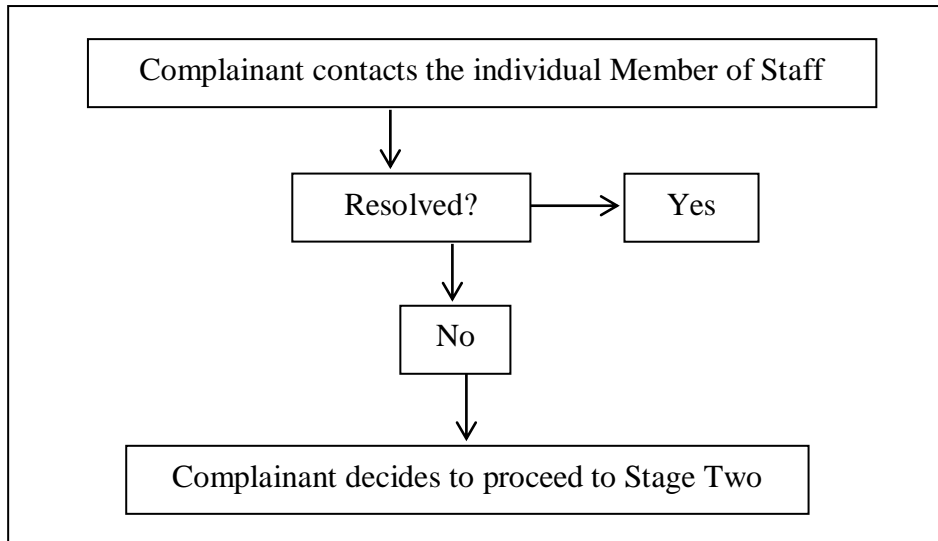 Complainant contacts the individual Member of Staff
Resolved?
Yes
No
Complainant decides to proceed to Stage Two